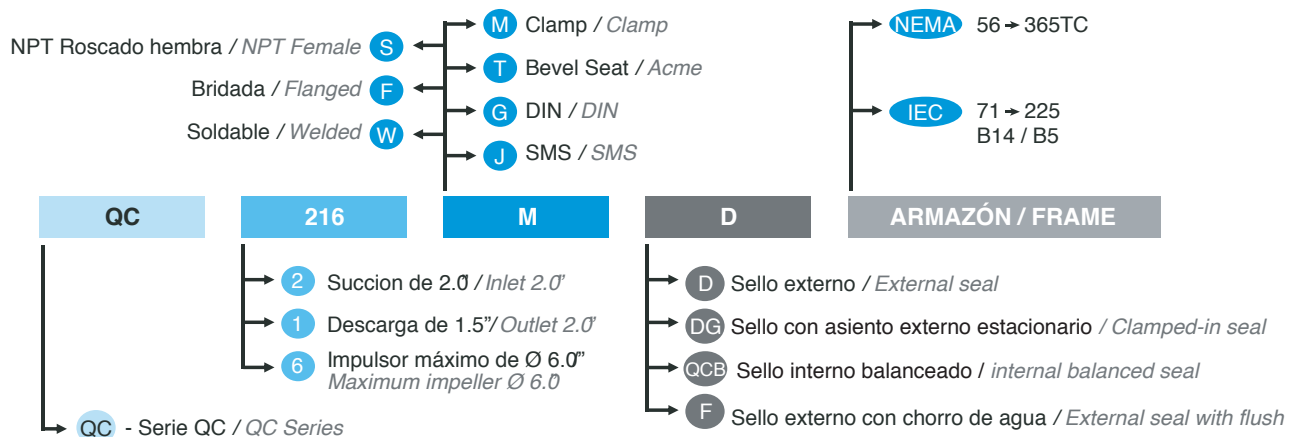 NPT Roscado hembra / NPT Female S
Bridada / Flanged F
Soldable / Welded W
M Clamp / Clamp
T Bevel Seat / Acme
G DIN / DIN
J SMS / SMS
NEMA 56 → 365TC
IEC 71 → 225
B14 / B5
QC
216
M
D
ARMAZÓN / FRAME
2 Succion de 2.0" / Inlet 2.0"
1 Descarga de 1.5"/ Outlet 2.0"
6 Impulsor máximo de Ø 6.0"
Maximum impeller Ø 6.0
QC - Serie QC / QC Series
D Sello externo / External seal
DG Sello con asiento externo estacionario / Clamped-in seal
QCB Sello interno balanceado / internal balanced seal
F Sello externo con chorro de agua / External seal with flush